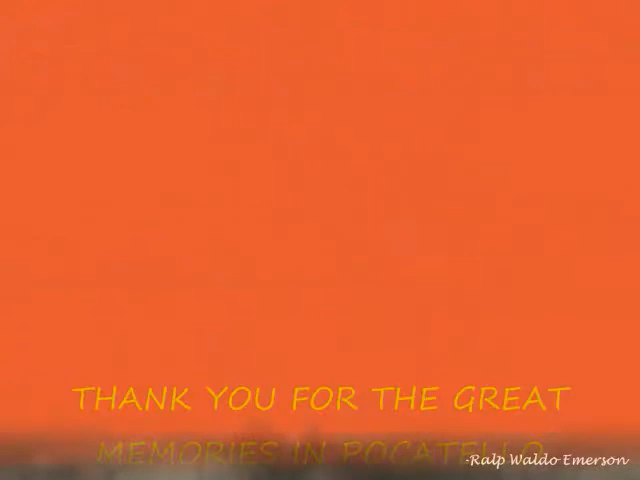 THANK YOU FOR THE GREAT
MEMORIES IN POCATELLO
-Ralp Waldo Emerson